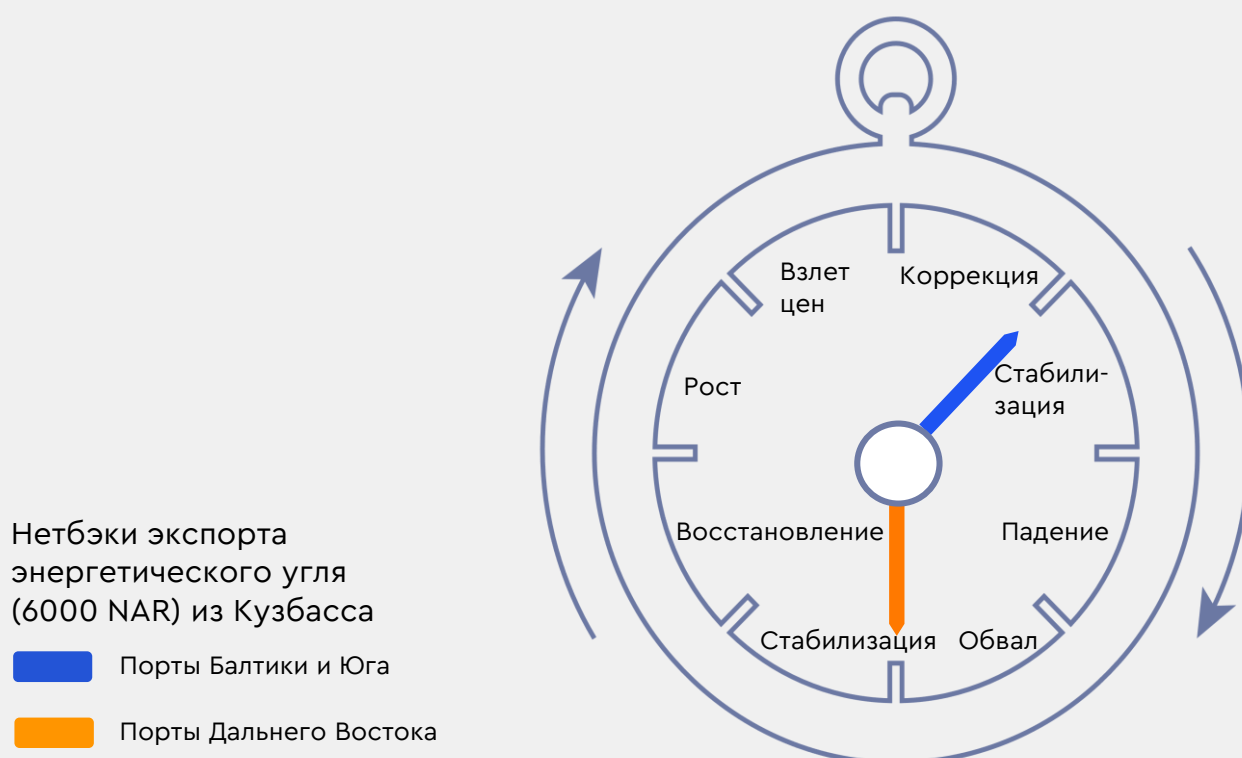 Взлет
цен
Коррекция
Рост
Стабили-
зация
Восстановление
Падение
Стабилизация
Обвал
Нетбэки экспорта
энергетического угля
(6000 NAR) из Кузбасса
Порты Балтики и Юга
Порты Дальнего Востока